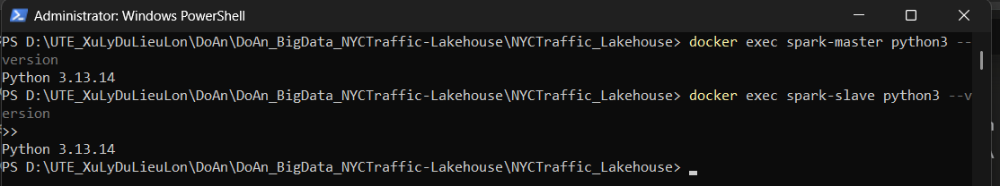 Administrator: Windows PowerShell
PS D:\UTE_XuLyDuLieuLon\DoAn\DoAn_BigData_NYCTraffic-Lakehouse\NYCTraffic_Lakehouse> docker exec spark-master python3 --
version
Python 3.13.14
PS D:\UTE_XuLyDuLieuLon\DoAn\DoAn_BigData_NYCTraffic-Lakehouse\NYCTraffic_Lakehouse> docker exec spark-slave python3 --v
ersion
>>
Python 3.13.14
PS D:\UTE_XuLyDuLieuLon\DoAn\DoAn_BigData_NYCTraffic-Lakehouse\NYCTraffic_Lakehouse>